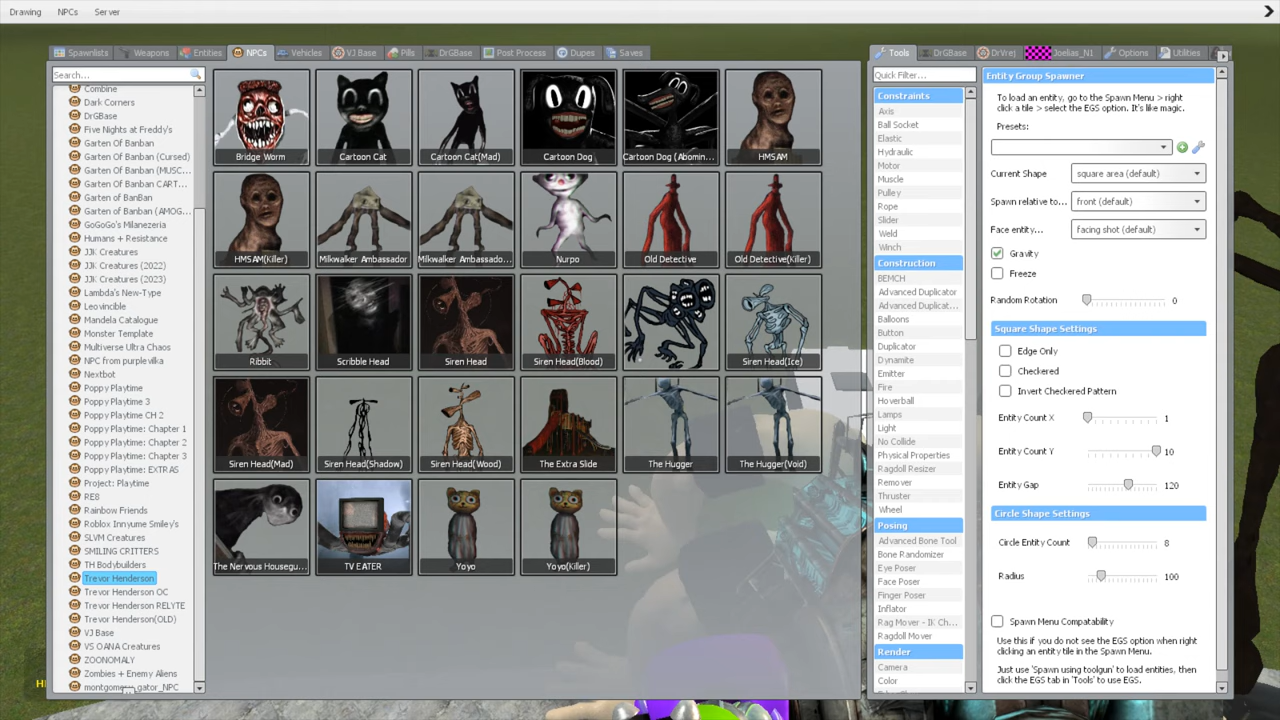 Drawing NPCs Server
Spawnlists Weapons Entities NPCs Vehicles VJ Base Pills DrGBase Post Process Dupes Saves
Search...
Combine
Dark Corners
DrGBase
Five Nights at Freddy's
Garten Of Banban
Garten Of Banban (Cursed)
Garten Of Banban (MUSC...
Garten Of Banban CART...
Garten of BanBan
Garten of Banban (AMOG...
GoGoGo's Milanezeria
Humans + Resistance
JJK Creatures
JJK Creatures (2022)
JJK Creatures (2023)
Lambda's New-Type
Leovincible
Mandela Catalogue
Monster Template
Multiverse Ultra Chaos
NPC from purplevilka
Nextbot
Poppy Playtime
Poppy Playtime 3
Poppy Playtime CH 2
Poppy Playtime: Chapter 1
Poppy Playtime: Chapter 2
Poppy Playtime: Chapter 3
Poppy Playtime: EXTRAS
Project: Playtime
RE8
Rainbow Friends
Roblox Innyume Smiley's
SLVM Creatures
SMILING CRITTERS
TH Bodybuilders
Trevor Henderson
Trevor Henderson OC
Trevor Henderson RELYTE
Trevor Henderson(OLD)
VJ Base
VS OANA Creatures
ZOONOMALY
Zombies + Enemy Aliens
Bridge Worm
Cartoon Cat
Cartoon Cat(Mad)
Cartoon Dog
Cartoon Dog (Abomin...
HMSAM
HMSAM(Killer)
Milkwalker Ambassador
Milkwalker Ambassado...
Nurpo
Old Detective
Old Detective(Killer)
Ribbit
Scribble Head
Siren Head
Siren Head(Blood)
Siren Head(Ice)
Siren Head(Mad)
Siren Head(Shadow)
Siren Head(Wood)
The Extra Slide
The Hugger
The Hugger(Void)
The Nervous Housegu...
TV EATER
Yoyo
Yoyo(Killer)
Tools DrGBase DrVrej Joelias_N1 Options Utilities
Quick Filter...
Constraints
Axis
Ball Socket
Elastic
Hydraulic
Motor
Muscle
Pulley
Rope
Slider
Weld
Winch
Construction
BEMCH
Advanced Duplicator
Advanced Duplicat...
Balloons
Button
Duplicator
Dynamite
Emitter
Fire
Hoverball
Lamps
Light
No Collide
Physical Properties
Ragdoll Resizer
Remover
Thruster
Wheel
Posing
Advanced Bone Tool
Bone Randomizer
Eye Poser
Face Poser
Finger Poser
Inflator
Rag Mover - IK Ch...
Ragdoll Mover
Render
Camera
Color
Entity Group Spawner
To load an entity, go to the Spawn Menu > right
click a tile > select the EGS option. It's like magic.
Presets:
Current Shape square area (default)
Spawn relative to... front (default)
Face entity... facing shot (default)
Gravity
Freeze
Random Rotation 0
Square Shape Settings
Edge Only
Checkered
Invert Checkered Pattern
Entity Count X 1
Entity Count Y 10
Entity Gap 120
Circle Shape Settings
Circle Entity Count 8
Radius 100
Spawn Menu Compatability
Use this if you do not see the EGS option when right
clicking an entity tile in the Spawn Menu.
Just use 'Spawn using toolgun' to load entities, then
click the EGS tab in 'Tools' to use EGS.